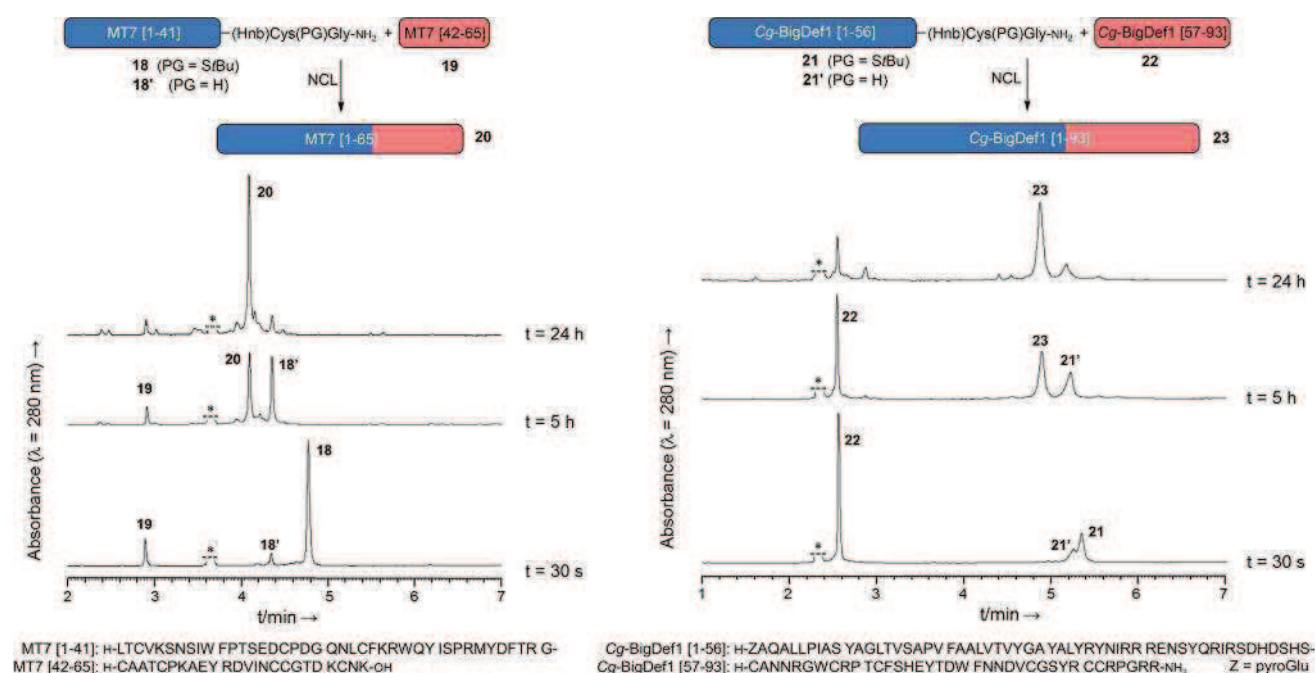 MT7 [1-41] –(Hnb)Cys(PG)Gly-NH2 + MT7 [42-65]
18 (PG = StBu) 19
18' (PG = H)
NCL
MT7 [1-65] 20
20
t = 24 h
19 20 18'
t = 5 h
19 18' 18
t = 30 s
* * *
Absorbance (λ = 280 nm) →
2 3 4 5 6 7
t/min →
MT7 [1-41]: H-LTCVKSNSIW FPTSEDCPDG QNLCFKRWQY ISPRMYDFTR G-
MT7 [42-65]: H-CAATCPKAEY RDVINCCGTD KCNK-OH
Cg-BigDef1 [1-56] –(Hnb)Cys(PG)Gly-NH2 + Cg-BigDef1 [57-93]
21 (PG = StBu) 22
21' (PG = H)
NCL
Cg-BigDef1 [1-93] 23
23
t = 24 h
22 23 21'
t = 5 h
22 21' 21
t = 30 s
* * *
Absorbance (λ = 280 nm) →
1 2 3 4 5 6 7
t/min →
Cg-BigDef1 [1-56]: H-ZAQALLPIAS YAGLTVSAPV FAALVTVYGA YALYRYNIRR RENSYQRIRSDHDSHS-
Cg-BigDef1 [57-93]: H-CANNRGWCRP TCFSHEYTDW FNNDVCGSYR CCRPGRR-NH2 Z = pyroGlu